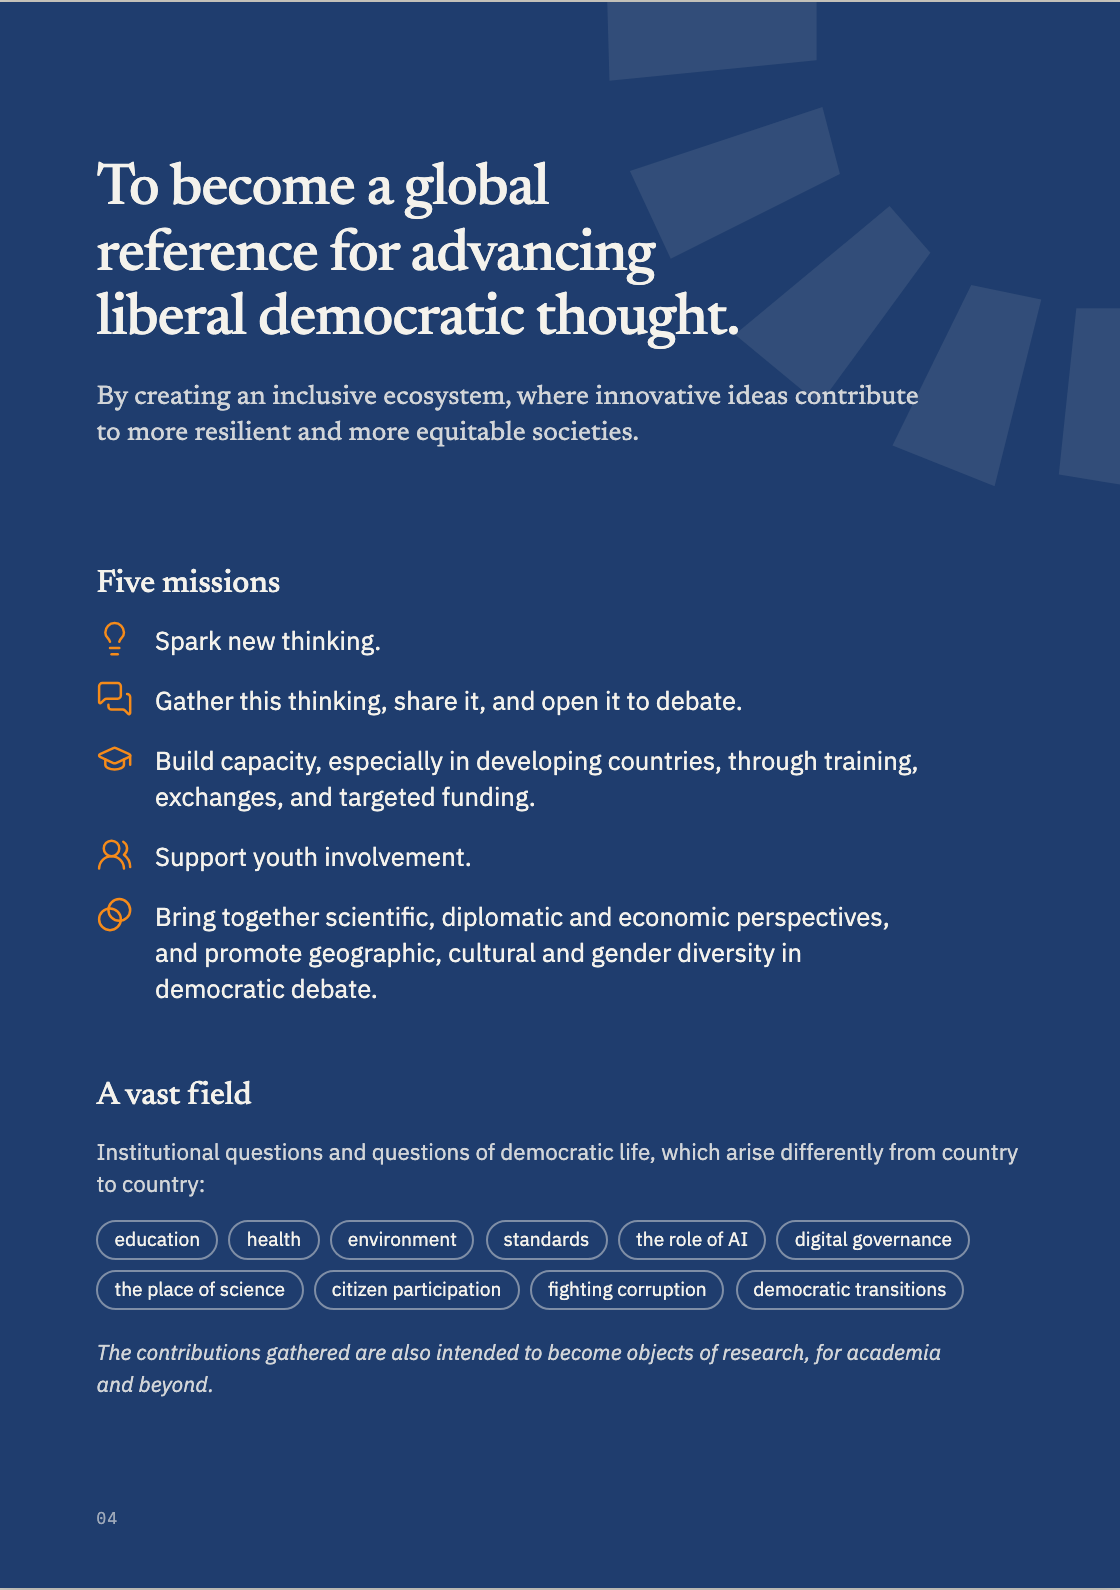 To become a global
reference for advancing
liberal democratic thought.
By creating an inclusive ecosystem, where innovative ideas contribute
to more resilient and more equitable societies.
Five missions
Spark new thinking.
Gather this thinking, share it, and open it to debate.
Build capacity, especially in developing countries, through training,
exchanges, and targeted funding.
Support youth involvement.
Bring together scientific, diplomatic and economic perspectives,
and promote geographic, cultural and gender diversity in
democratic debate.
A vast field
Institutional questions and questions of democratic life, which arise differently from country
to country:
education health environment standards the role of AI digital governance
the place of science citizen participation fighting corruption democratic transitions
The contributions gathered are also intended to become objects of research, for academia
and beyond.
04